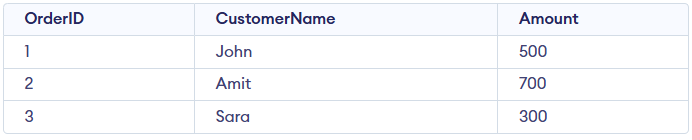 OrderID CustomerName Amount
1 John 500
2 Amit 700
3 Sara 300